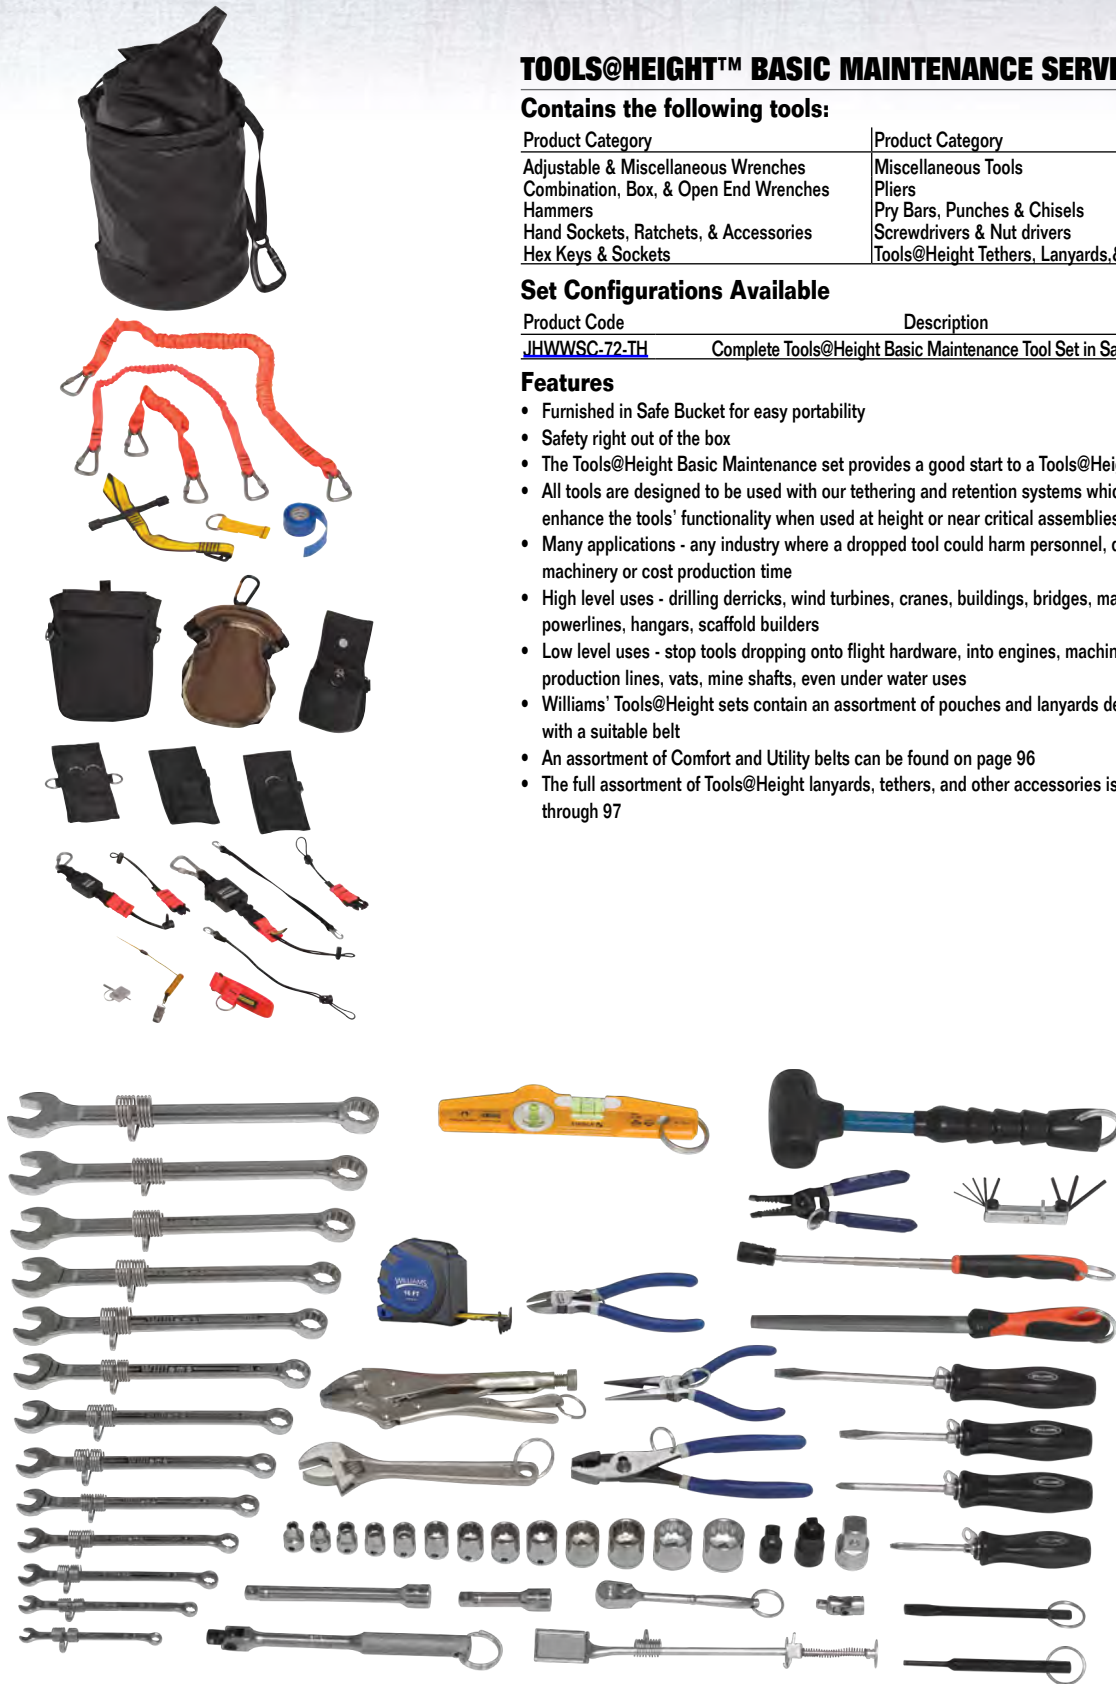 TOOLS@HEIGHT™ BASIC MAINTENANCE SERVI
Contains the following tools:
Product Category
Product Category
Adjustable & Miscellaneous Wrenches
Miscellaneous Tools
Combination, Box, & Open End Wrenches
Pliers
Hammers
Pry Bars, Punches & Chisels
Hand Sockets, Ratchets, & Accessories
Screwdrivers & Nut drivers
Hex Keys & Sockets
Tools@Height Tethers, Lanyards,&
Set Configurations Available
Product Code
Description
JHWWSC-72-TH
Complete Tools@Height Basic Maintenance Tool Set in Sa
Features
• Furnished in Safe Bucket for easy portability
• Safety right out of the box
• The Tools@Height Basic Maintenance set provides a good start to a Tools@Hei
• All tools are designed to be used with our tethering and retention systems whic
enhance the tools’ functionality when used at height or near critical assemblies
• Many applications - any industry where a dropped tool could harm personnel, d
machinery or cost production time
• High level uses - drilling derricks, wind turbines, cranes, buildings, bridges, ma
powerlines, hangars, scaffold builders
• Low level uses - stop tools dropping onto flight hardware, into engines, machin
production lines, vats, mine shafts, even under water uses
• Williams’ Tools@Height sets contain an assortment of pouches and lanyards de
with a suitable belt
• An assortment of Comfort and Utility belts can be found on page 96
• The full assortment of Tools@Height lanyards, tethers, and other accessories is
through 97
WILLIAMS
16 FT